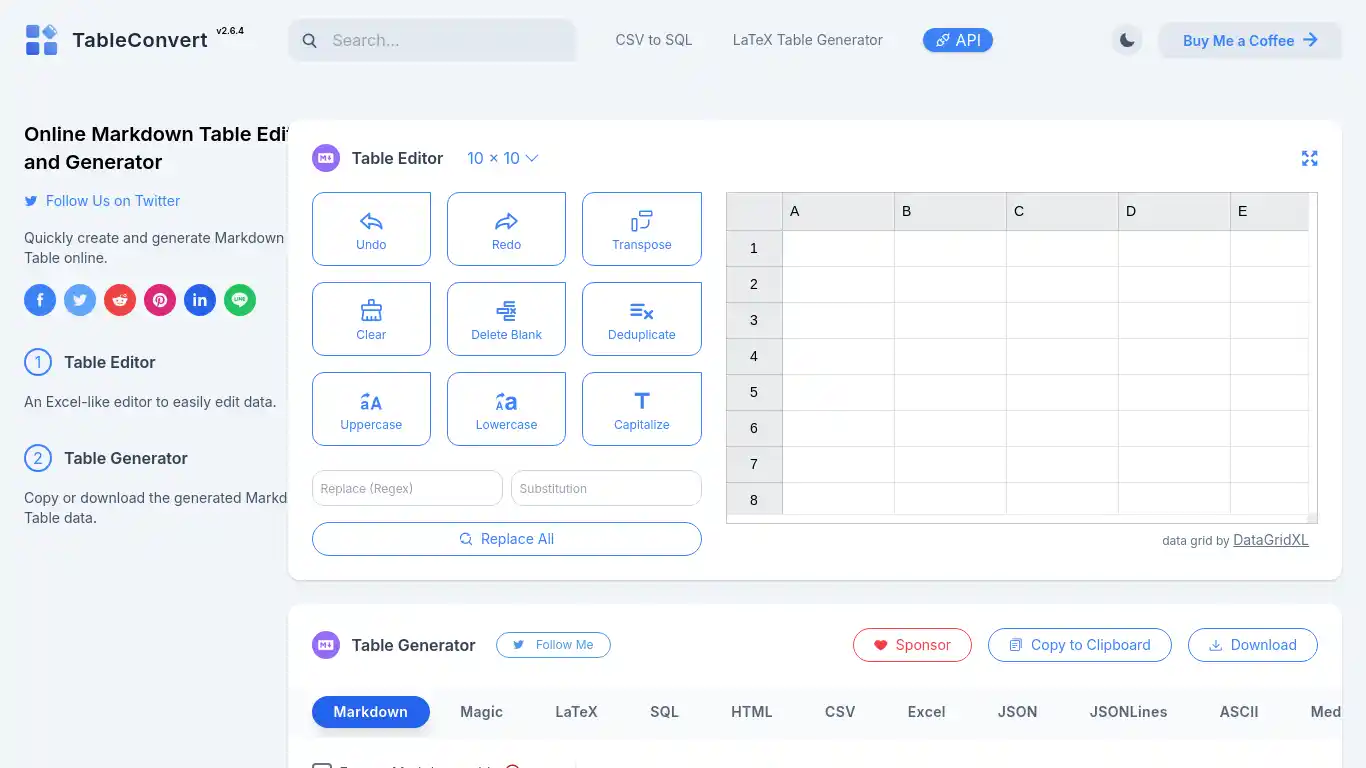 TableConvert v2.6.4
Search...
CSV to SQL
LaTeX Table Generator
API
Buy Me a Coffee
Online Markdown Table Edi
and Generator
Follow Us on Twitter
Quickly create and generate Markdown
Table online.
LINE
1 Table Editor
An Excel-like editor to easily edit data.
2 Table Generator
Copy or download the generated Markd
Table data.
Table Editor
10 × 10
Undo
Redo
Transpose
Clear
Delete Blank
Deduplicate
Uppercase
Lowercase
Capitalize
Replace (Regex)
Substitution
Replace All
A B C D E
1
2
3
4
5
6
7
8
data grid by DataGridXL
Table Generator
Follow Me
Sponsor
Copy to Clipboard
Download
Markdown Magic LaTeX SQL HTML CSV Excel JSON JSONLines ASCII Med